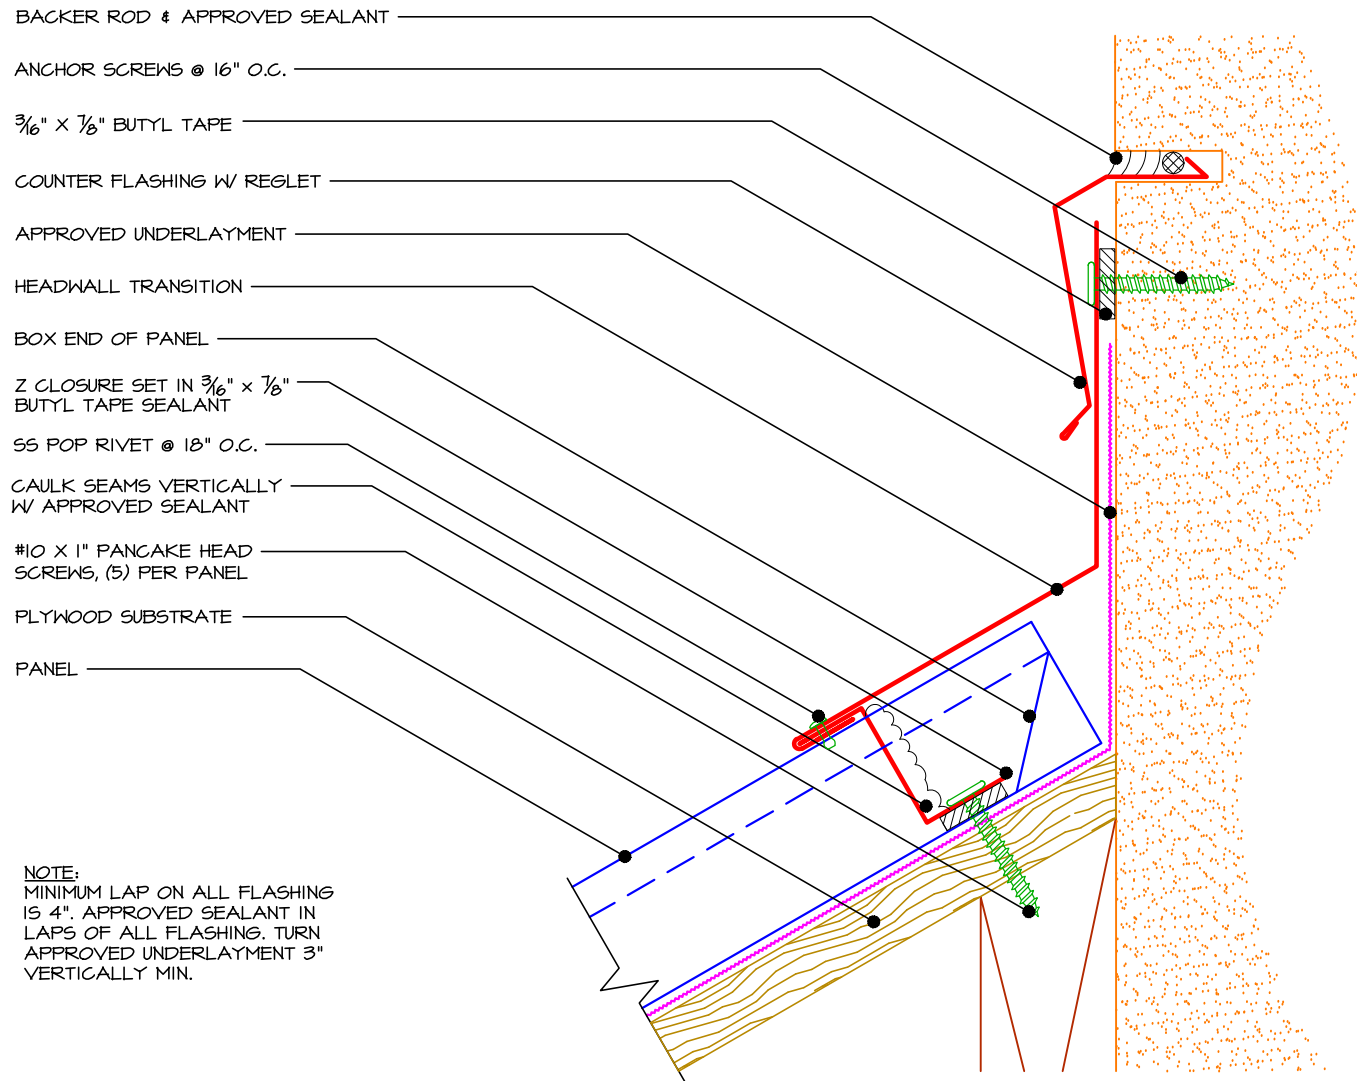 BACKER ROD & APPROVED SEALANT
ANCHOR SCREWS @ 16" O.C.
3/16" X 7/8" BUTYL TAPE
COUNTER FLASHING W/ REGLET
APPROVED UNDERLAYMENT
HEADWALL TRANSITION
BOX END OF PANEL
Z CLOSURE SET IN 3/16" X 7/8"
BUTYL TAPE SEALANT
SS POP RIVET @ 18" O.C.
CAULK SEAMS VERTICALLY
W/ APPROVED SEALANT
#10 X 1" PANCAKE HEAD
SCREWS, (5) PER PANEL
PLYWOOD SUBSTRATE
PANEL
NOTE:
MINIMUM LAP ON ALL FLASHING
IS 4". APPROVED SEALANT IN
LAPS OF ALL FLASHING. TURN
APPROVED UNDERLAYMENT 3"
VERTICALLY MIN.